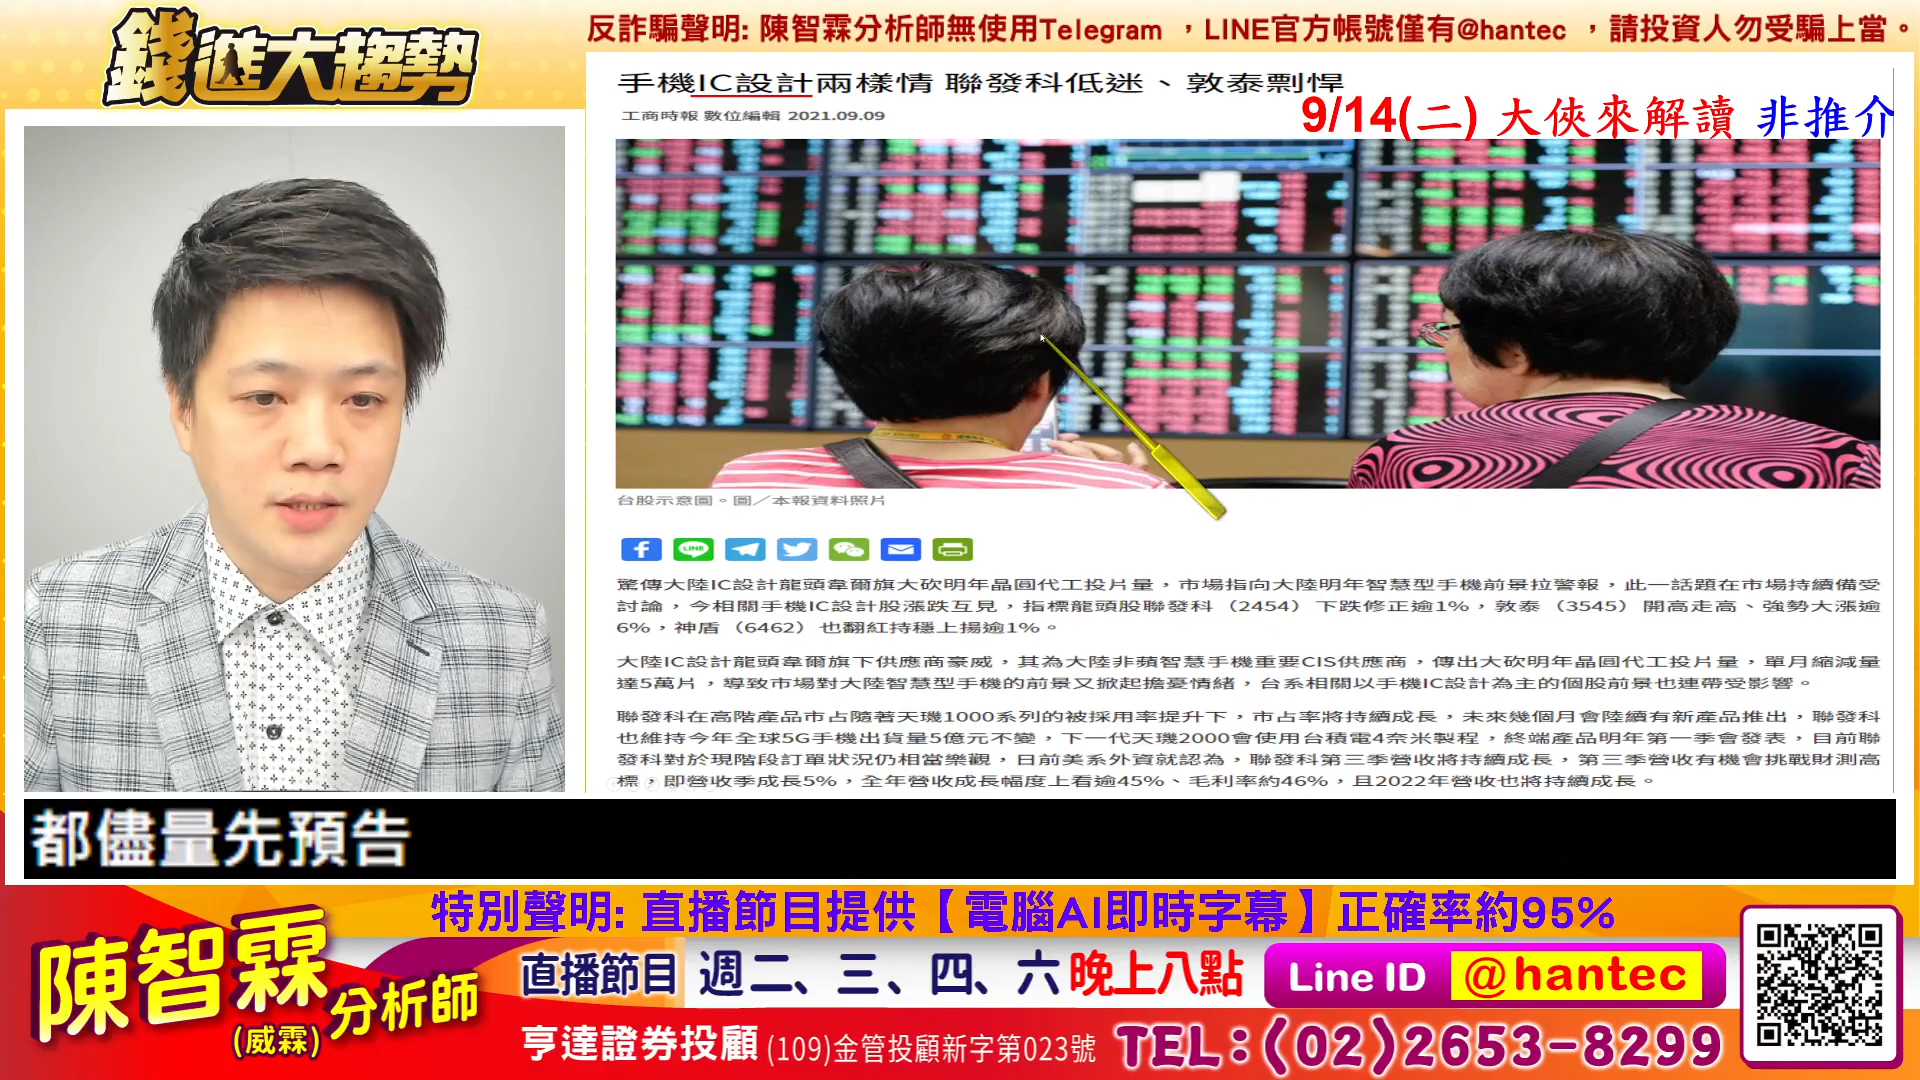 錢進大趨勢
反詐騙聲明: 陳智霖分析師無使用Telegram ，LINE官方帳號僅有@hantec ，請投資人勿受騙上當。
手機IC設計兩樣情 聯發科低迷、敦泰剽悍
工商時報 數位編輯 2021.09.09
9/14(二) 大俠來解讀 非推介
台股示意圖。圖／本報資料照片
LINE
驚傳大陸IC設計龍頭韋爾旗大砍明年晶圓代工投片量，市場指向大陸明年智慧型手機前景拉警報，此一話題在市場持續備受
討論，今相關手機IC設計股漲跌互見，指標龍頭股聯發科（2454）下跌修正逾1%，敦泰（3545）開高走高、強勢大漲逾
6%，神盾（6462）也翻紅持穩上揚逾1%。
大陸IC設計龍頭韋爾旗下供應商豪威，其為大陸非蘋智慧手機重要CIS供應商，傳出大砍明年晶圓代工投片量，單月縮減量
達5萬片，導致市場對大陸智慧型手機的前景又掀起擔憂情緒，台系相關以手機IC設計為主的個股前景也連帶受影響。
聯發科在高階產品市占隨著天璣1000系列的被採用率提升下，市占率將持續成長，未來幾個月會陸續有新產品推出，聯發科
也維持今年全球5G手機出貨量5億元不變，下一代天璣2000會使用台積電4奈米製程，終端產品明年第一季會發表，目前聯
發科對於現階段訂單狀況仍相當樂觀，日前美系外資就認為，聯發科第三季營收將持續成長，第三季營收有機會挑戰財測高
標，即營收季成長5%，全年營收成長幅度上看逾45%、毛利率約46%，且2022年營收也將持續成長。
都儘量先預告
特別聲明: 直播節目提供【電腦AI即時字幕】正確率約95%
陳智霖分析師
(威霖)
直播節目 週二、三、四、六 晚上八點
Line ID @hantec
亨達證券投顧 (109)金管投顧新字第023號 TEL:(02)2653-8299